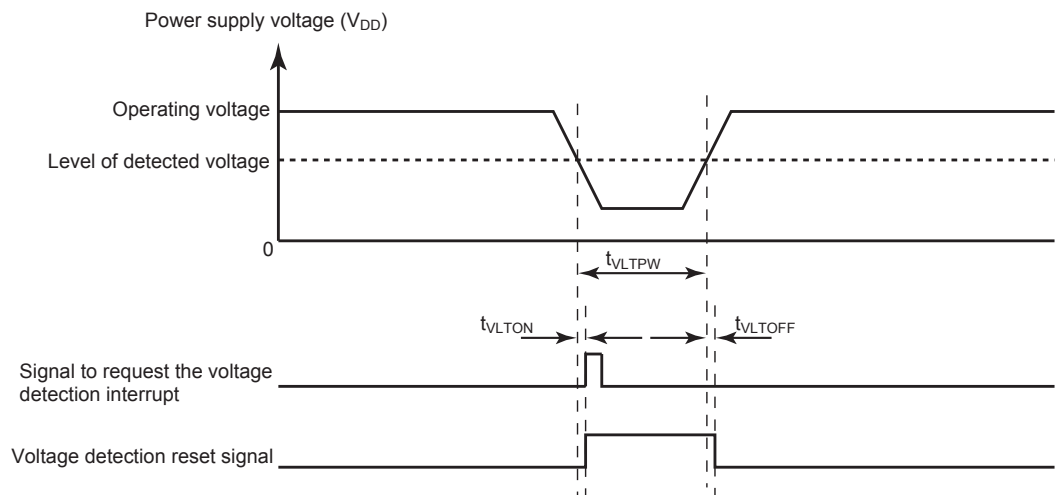 Power supply voltage (VDD)
Operating voltage
Level of detected voltage
0
tVLTPW
tVLTON
tVLTOFF
Signal to request the voltage
detection interrupt
Voltage detection reset signal